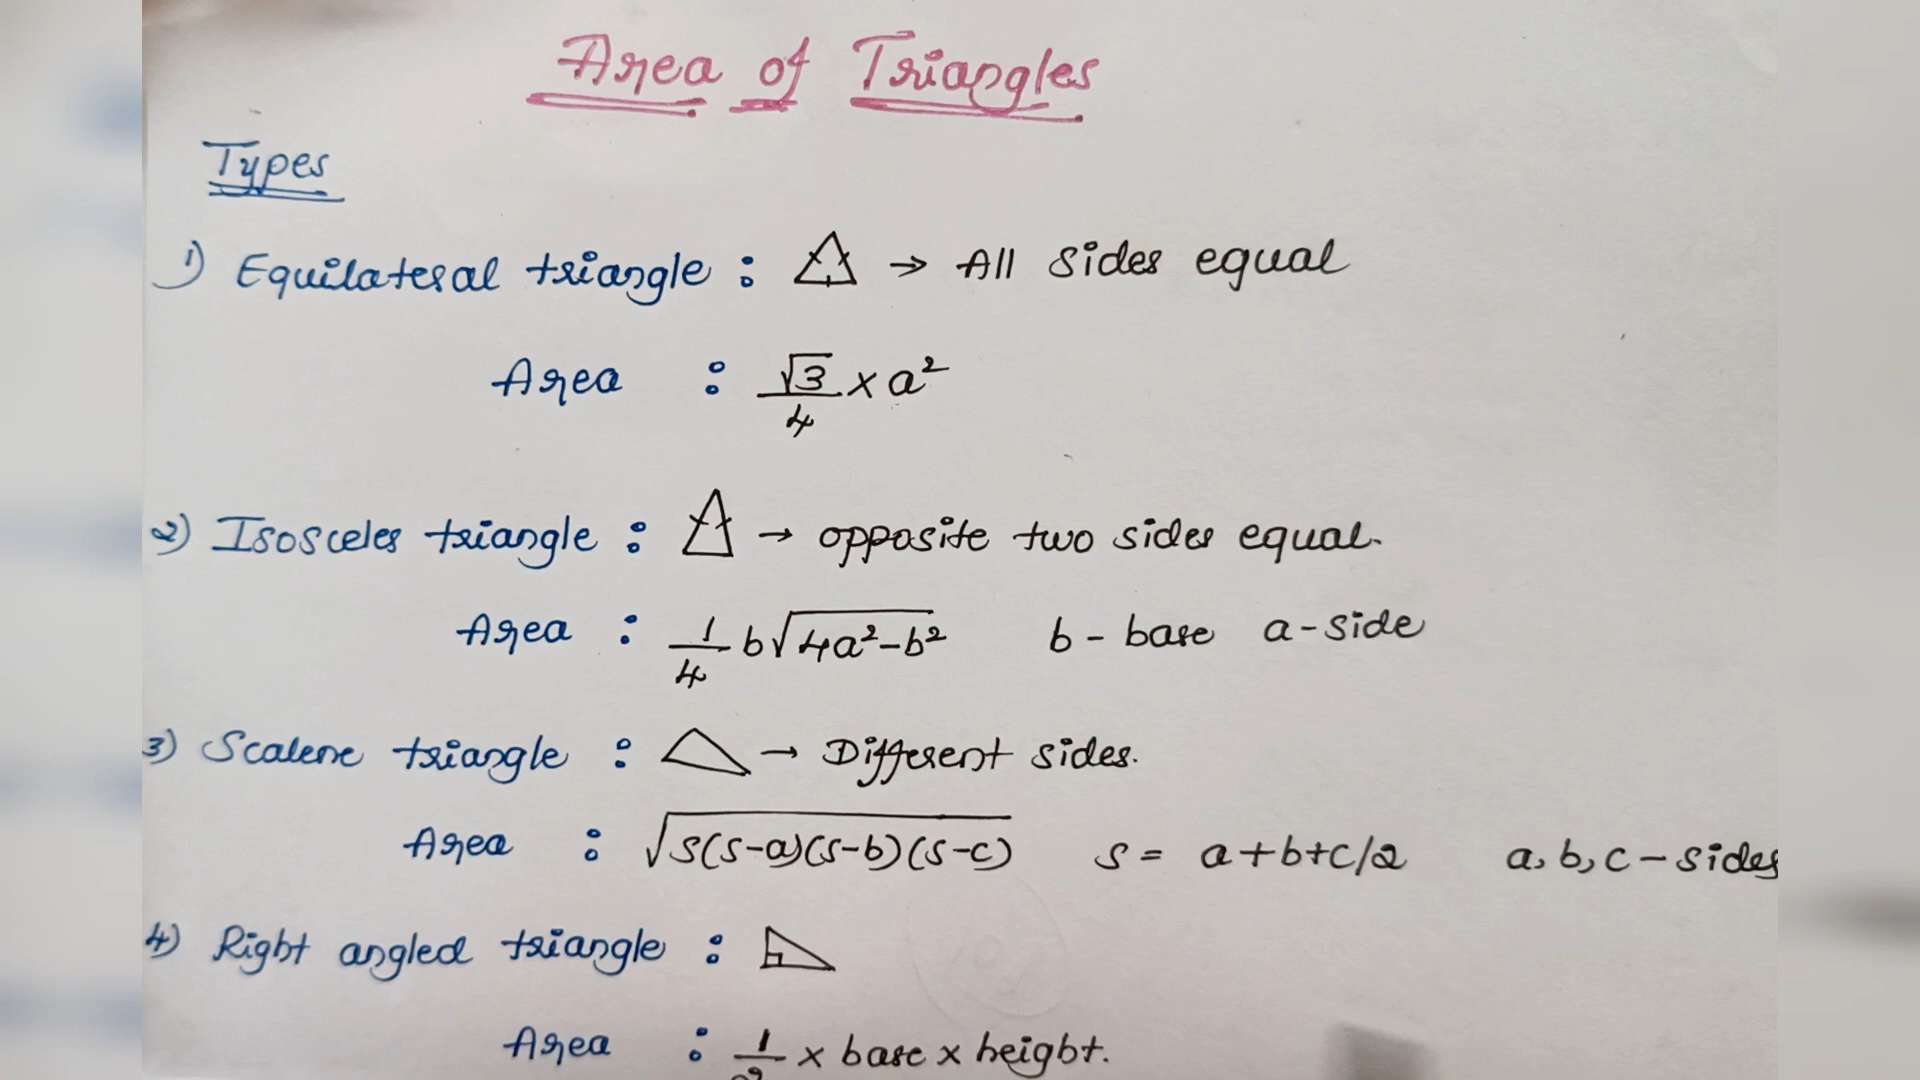 Area of Triangles
Types
1) Equilateral triangle : → All sides equal
Area : √3/4 × a²
2) Isosceles triangle : → opposite two sides equal.
Area : 1/4 b√(4a²-b²) b - base a - side
3) Scalene triangle : → Different sides.
Area : √(s(s-a)(s-b)(s-c)) s = a+b+c/2 a, b, c - sides
4) Right angled triangle :
Area : 1/2 × base × height.